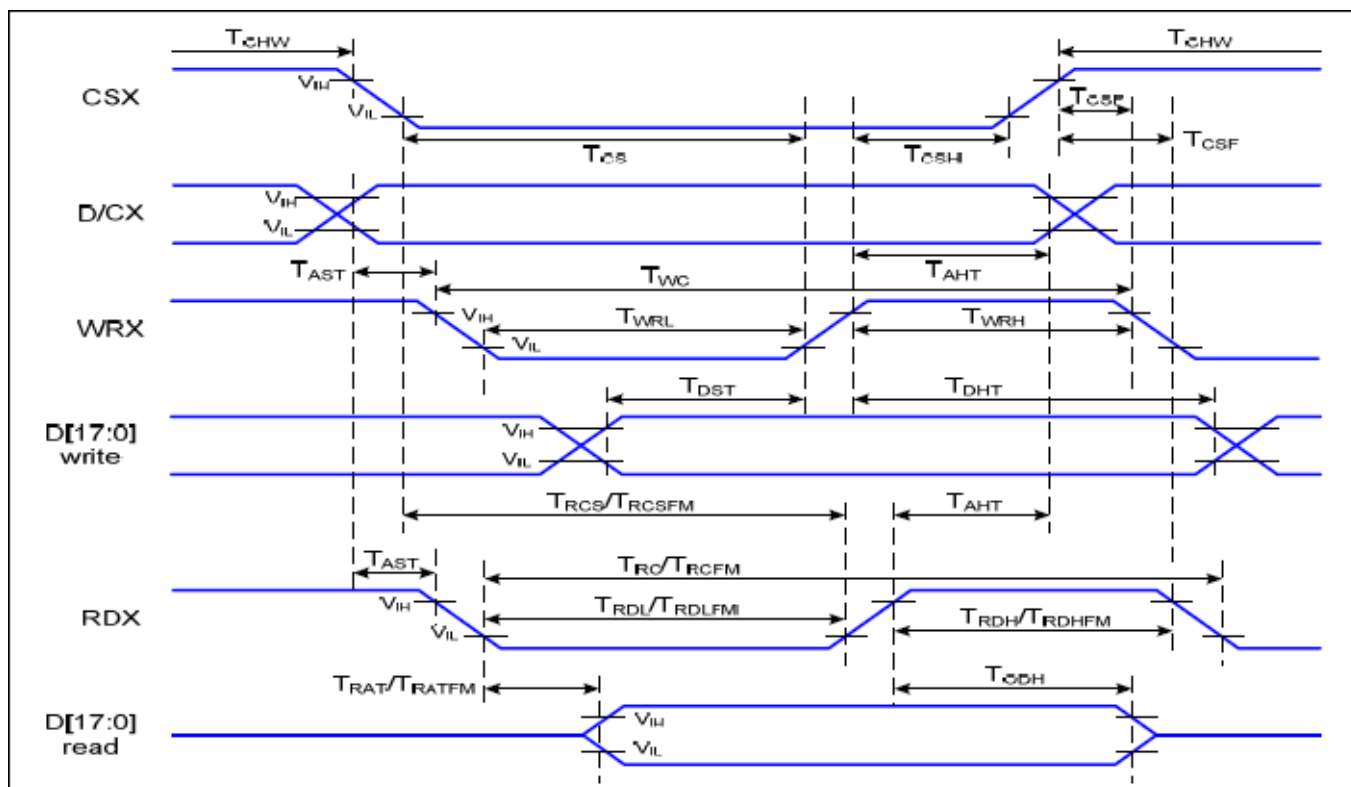 TCHW TCHW
CSX VIH
VIL
TCSF
TCSF
TCS TCSH
D/CX VIH
VIL
TAST TWC TAHT
WRX VIH TWRL TWRH
VIL
TDST TDHT
D[17:0] VIH
write VIL
TRCS/TRCSFM TAHT
TAST TRC/TRCFM
RDX VIH TRDL/TRDLFM TRDH/TRDHFM
VIL
TRAT/TRATFM TODH
D[17:0] VIH
read VIL